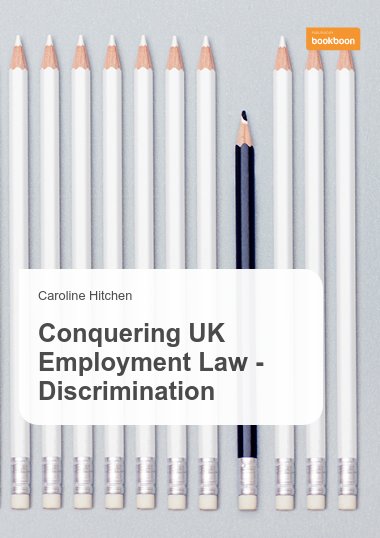 bookboon
Caroline Hitchen
Conquering UK
Employment Law -
Discrimination